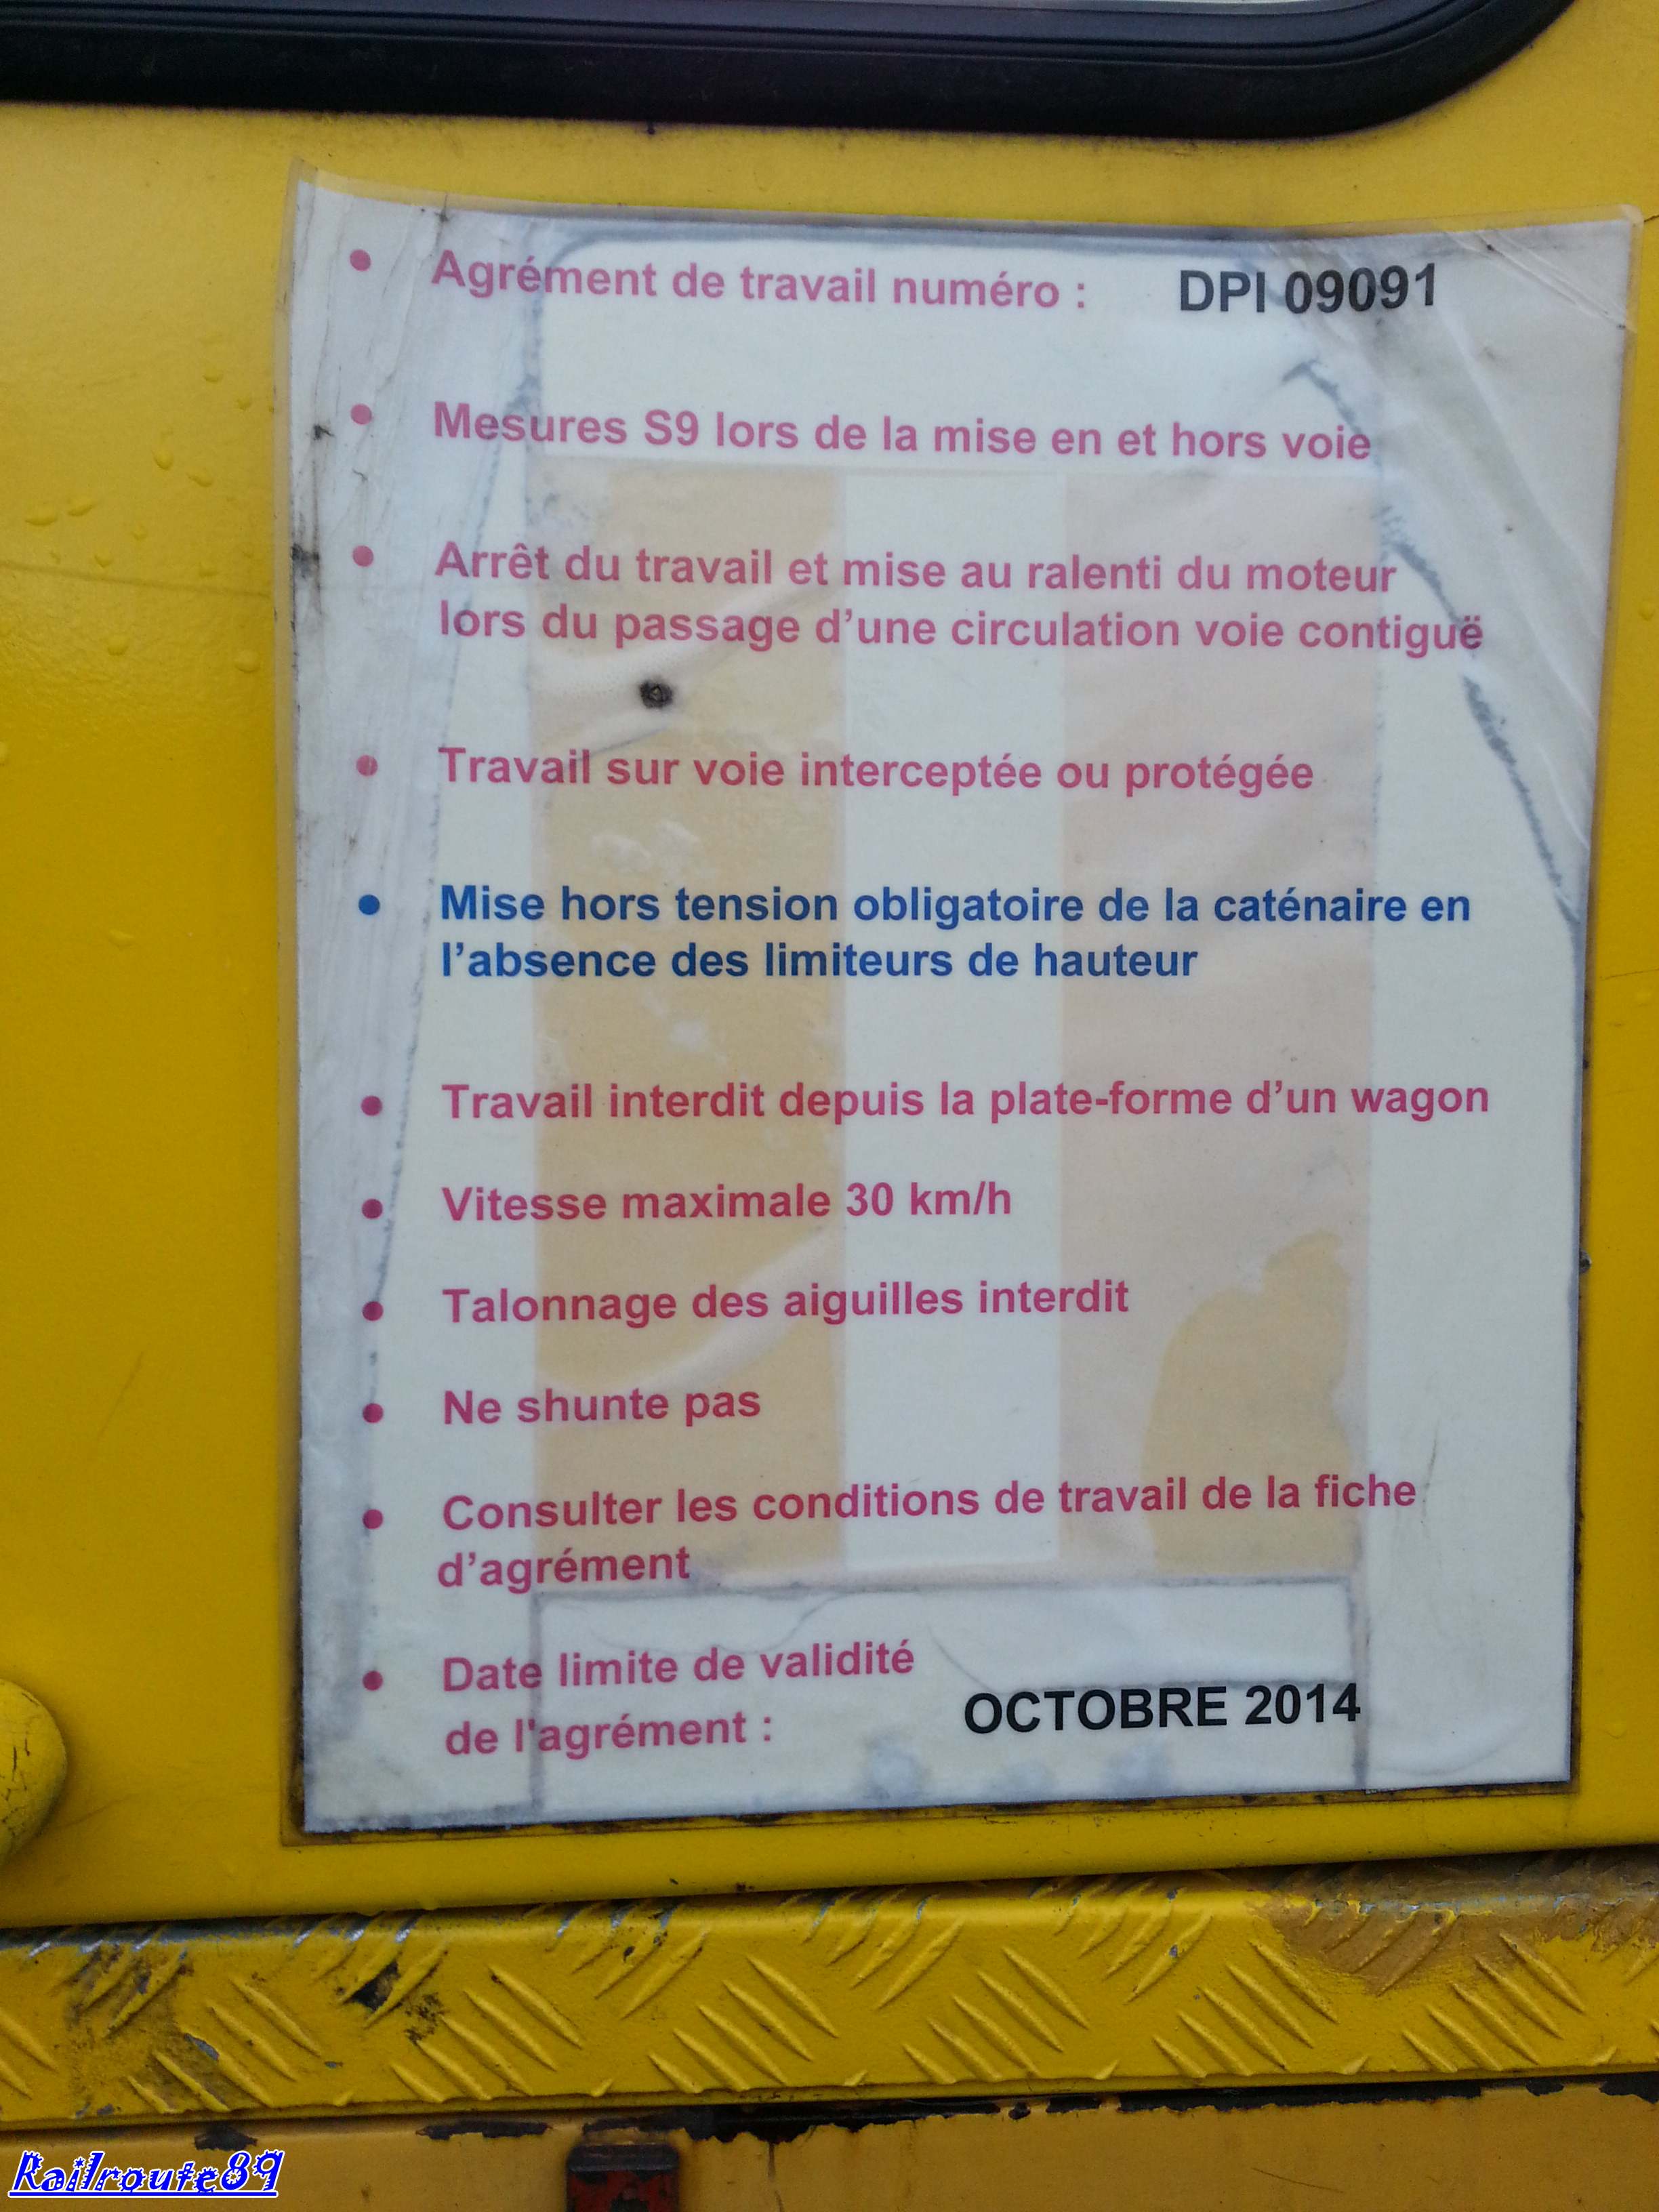 • Agrément de travail numéro : DPI 09091
• Mesures S9 lors de la mise en et hors voie
• Arrêt du travail et mise au ralenti du moteur
lors du passage d’une circulation voie contiguë
• Travail sur voie interceptée ou protégée
• Mise hors tension obligatoire de la caténaire en
l’absence des limiteurs de hauteur
• Travail interdit depuis la plate-forme d’un wagon
• Vitesse maximale 30 km/h
• Talonnage des aiguilles interdit
• Ne shunte pas
• Consulter les conditions de travail de la fiche
d’agrément
• Date limite de validité
de l'agrément : OCTOBRE 2014
Railroute89